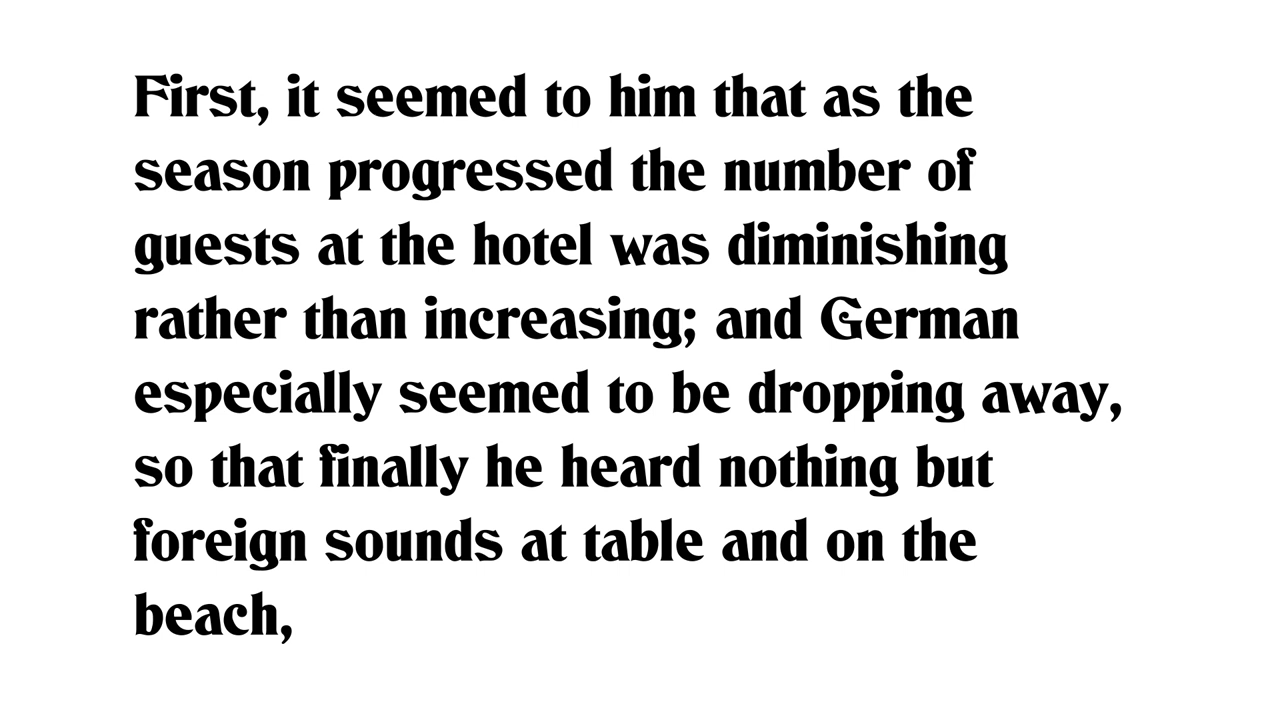 First, it seemed to him that as the
season progressed the number of
guests at the hotel was diminishing
rather than increasing; and German
especially seemed to be dropping away,
so that finally he heard nothing but
foreign sounds at table and on the
beach,